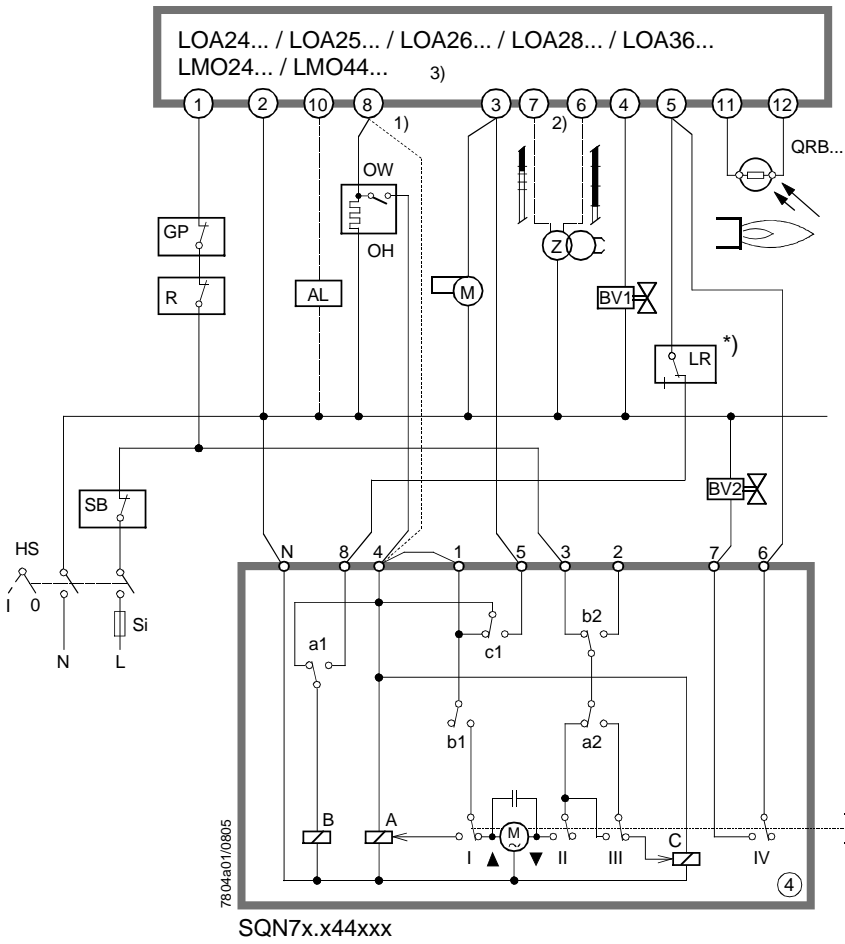 LOA24... / LOA25... / LOA26... / LOA28... / LOA36...
LMO24... / LMO44... 3)
1 2 10 8 3 7 6 4 5 11 12
1) 2)
QRB...
OW
GP
OH
R
AL
M
Z
BV1
LR *)
SB
BV2
HS
I 0
Si
N L
N 8 4 1 5 3 2 7 6
a1
c1
b2
b1
a2
B
A
M
~
C
I
II
III
IV
4
7804a01/0805
SQN7x.x44xxx